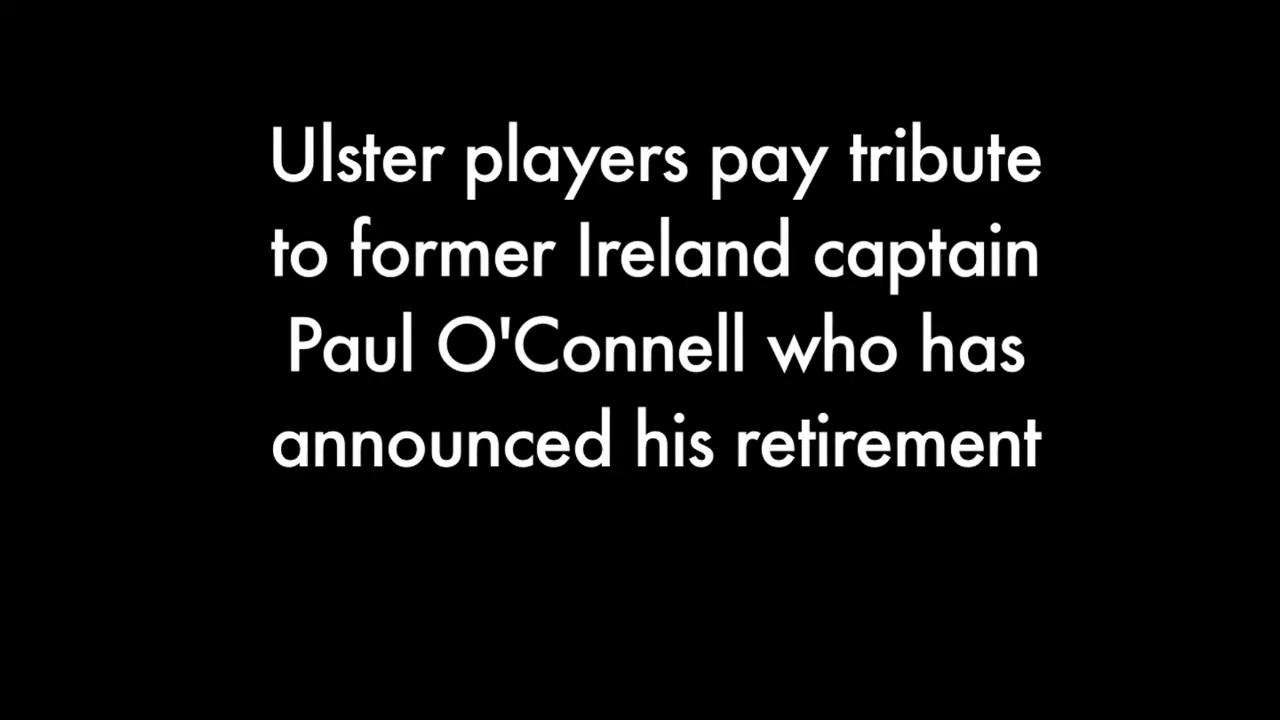 Ulster players pay tribute
to former Ireland captain
Paul O'Connell who has
announced his retirement